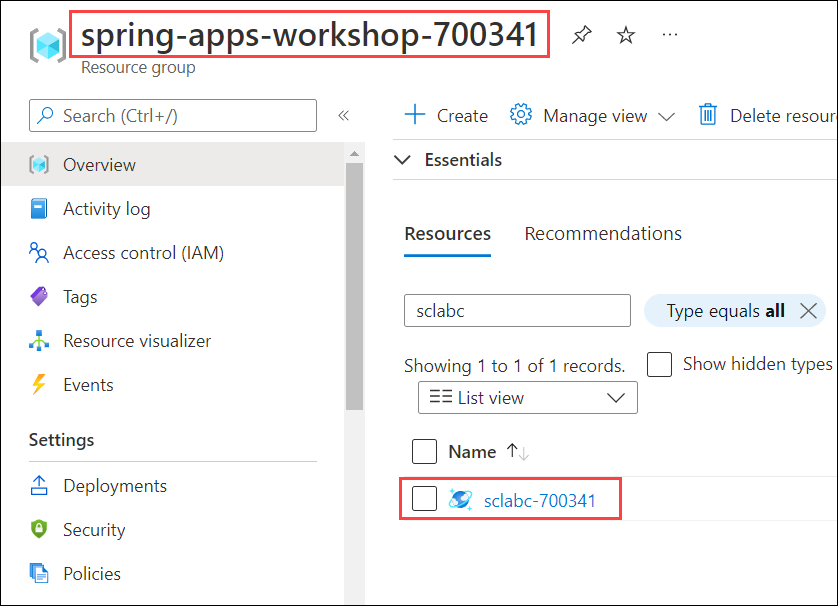 spring-apps-workshop-700341
Resource group
Search (Ctrl+/)
Overview
Activity log
Access control (IAM)
Tags
Resource visualizer
Events
Settings
Deployments
Security
Policies
Create
Manage view
Delete resour
Essentials
Resources
Recommendations
sclabc
Type equals all
Showing 1 to 1 of 1 records.
Show hidden types
List view
Name
sclabc-700341